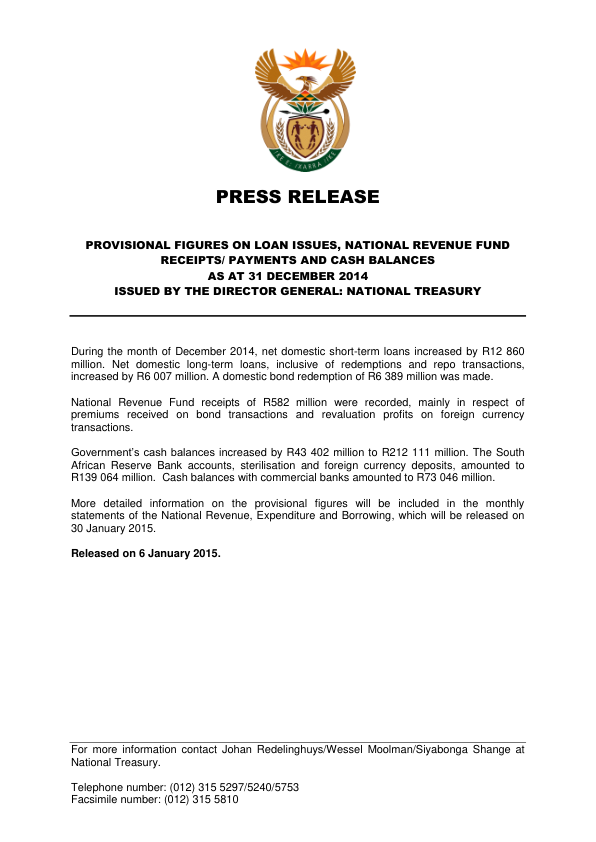 !KE E: /XARRA //KE
PRESS RELEASE
PROVISIONAL FIGURES ON LOAN ISSUES, NATIONAL REVENUE FUND
RECEIPTS/ PAYMENTS AND CASH BALANCES
AS AT 31 DECEMBER 2014
ISSUED BY THE DIRECTOR GENERAL: NATIONAL TREASURY
During the month of December 2014, net domestic short-term loans increased by R12 860
million. Net domestic long-term loans, inclusive of redemptions and repo transactions,
increased by R6 007 million. A domestic bond redemption of R6 389 million was made.
National Revenue Fund receipts of R582 million were recorded, mainly in respect of
premiums received on bond transactions and revaluation profits on foreign currency
transactions.
Government's cash balances increased by R43 402 million to R212 111 million. The South
African Reserve Bank accounts, sterilisation and foreign currency deposits, amounted to
R139 064 million.  Cash balances with commercial banks amounted to R73 046 million.
More detailed information on the provisional figures will be included in the monthly
statements of the National Revenue, Expenditure and Borrowing, which will be released on
30 January 2015.
Released on 6 January 2015.
For more information contact Johan Redelinghuys/Wessel Moolman/Siyabonga Shange at
National Treasury.
Telephone number: (012) 315 5297/5240/5753
Facsimile number: (012) 315 5810